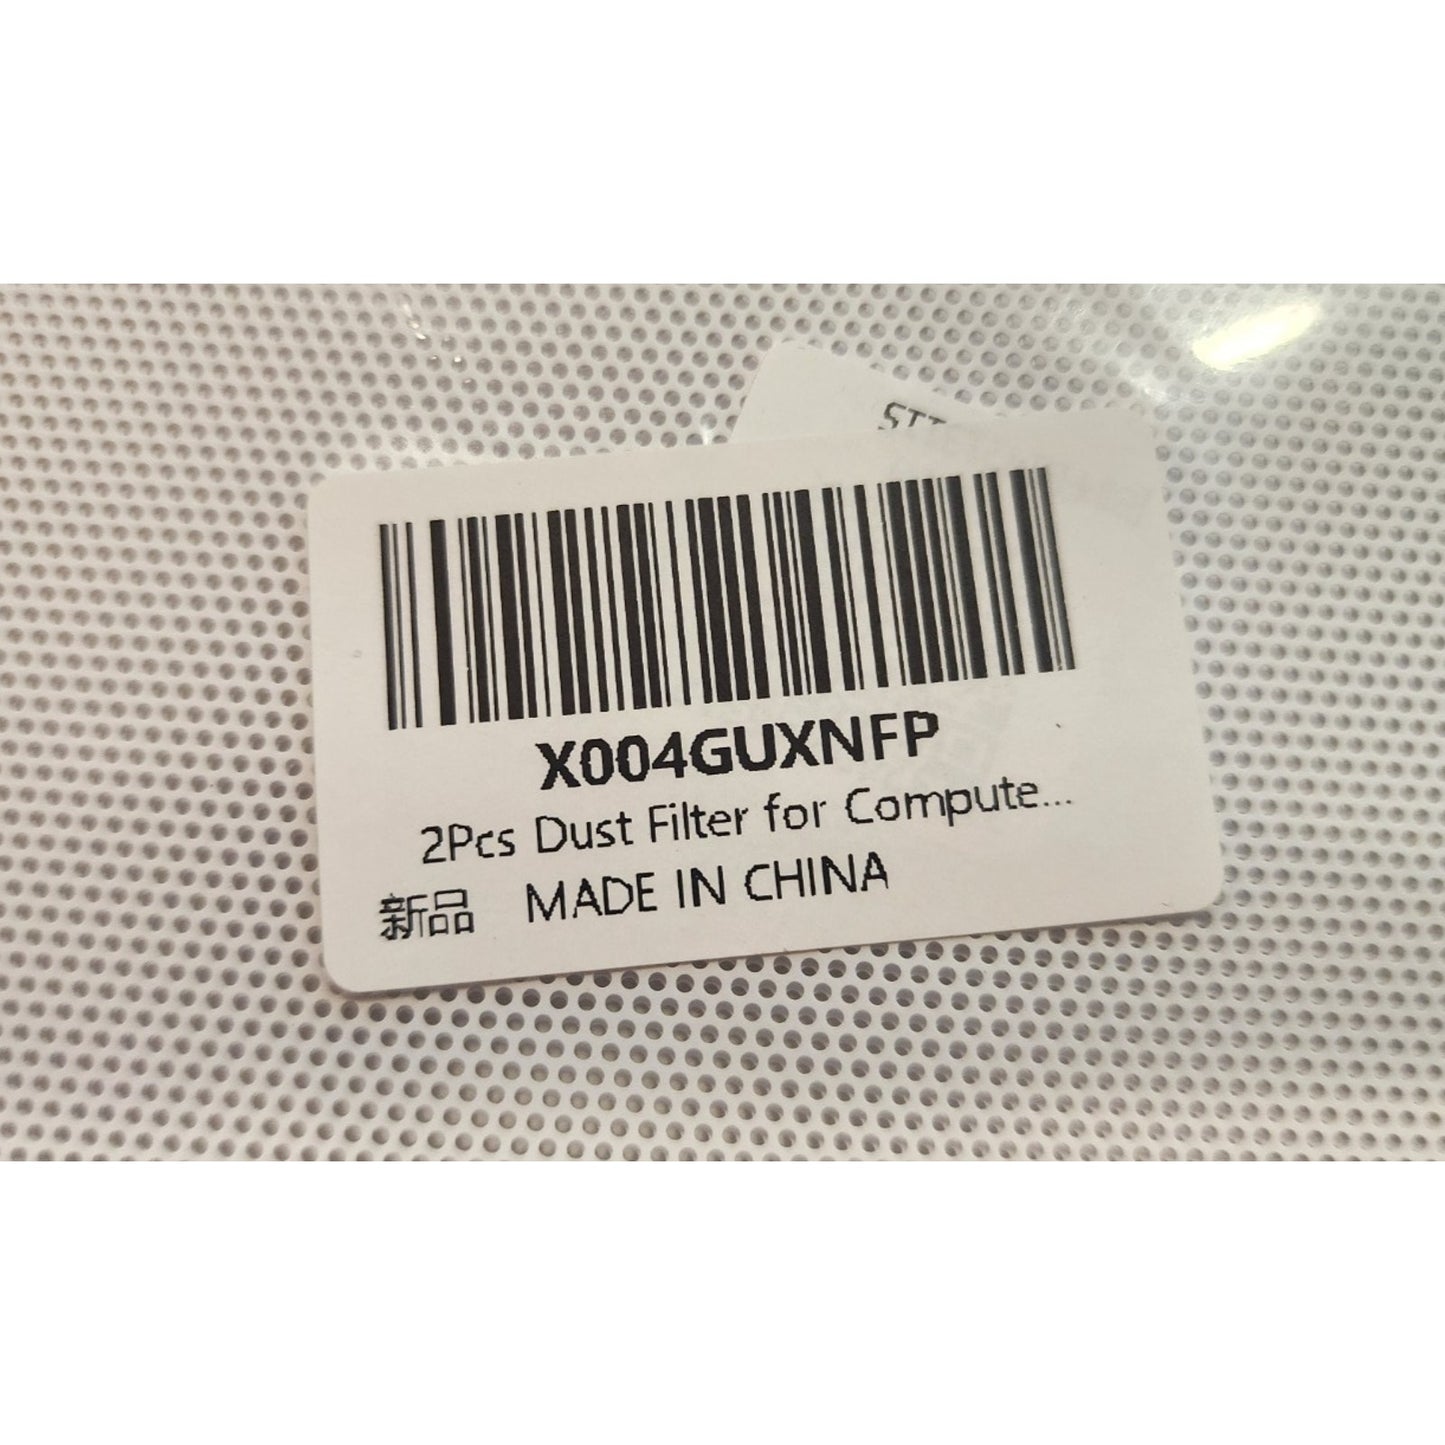 X004GUXNFP
2Pcs Dust Filter for Compute...
新品 MADE IN CHINA